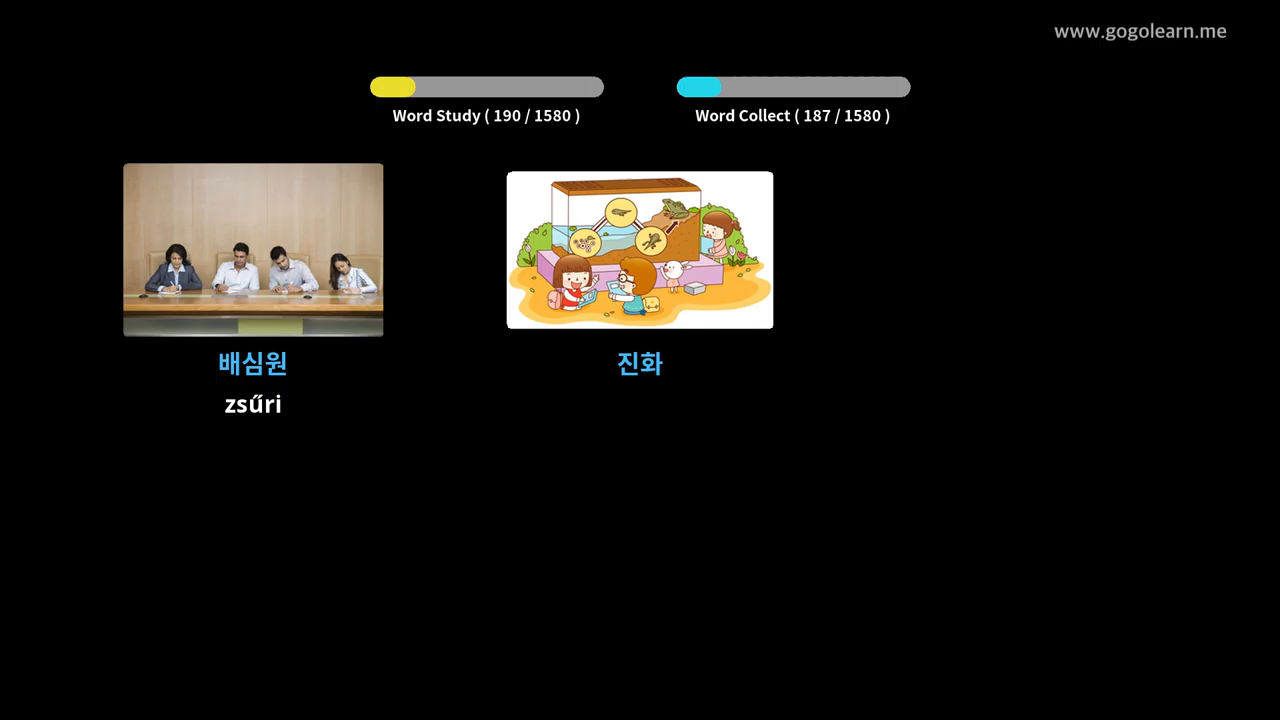 www.gogolearn.me
Word Study ( 190 / 1580 )
Word Collect ( 187 / 1580 )
배심원
zsűri
진화